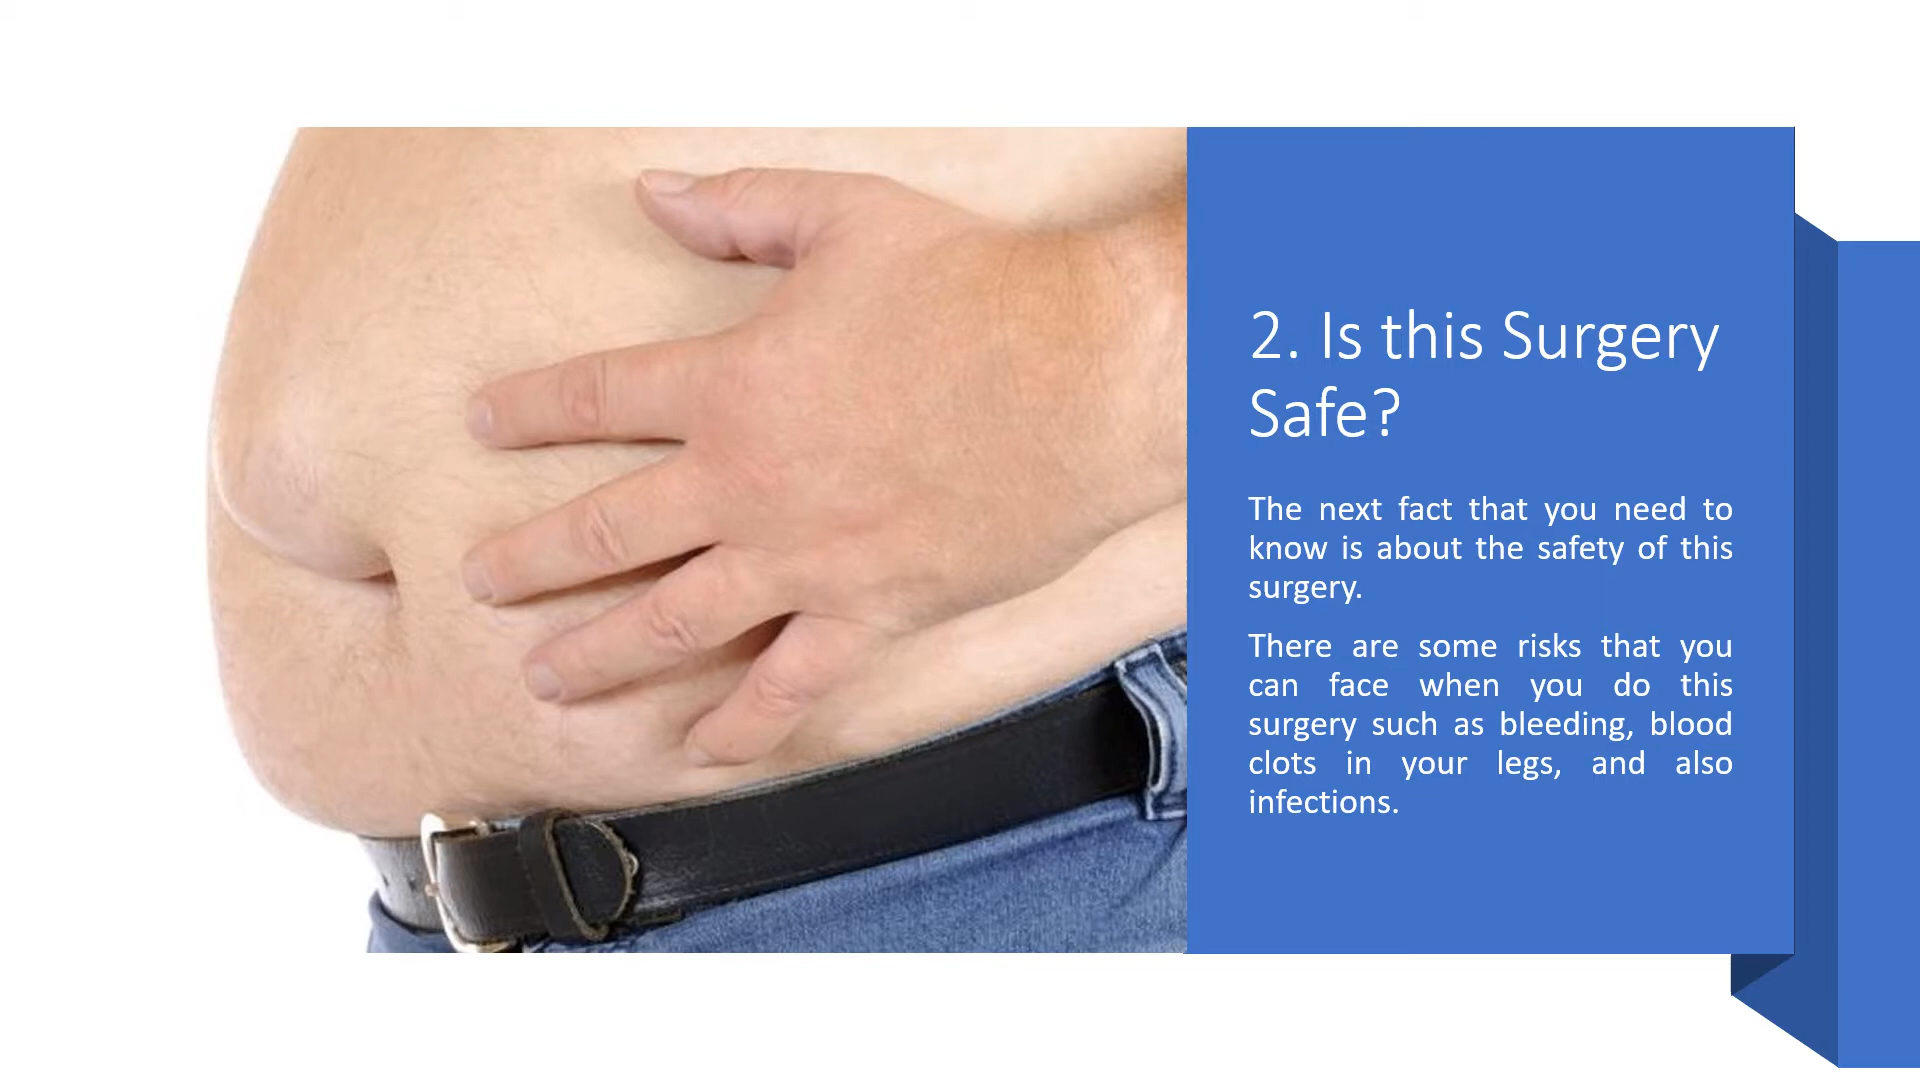 2. Is this Surgery
Safe?
The next fact that you need to
know is about the safety of this
surgery.
There are some risks that you
can face when you do this
surgery such as bleeding, blood
clots in your legs, and also
infections.